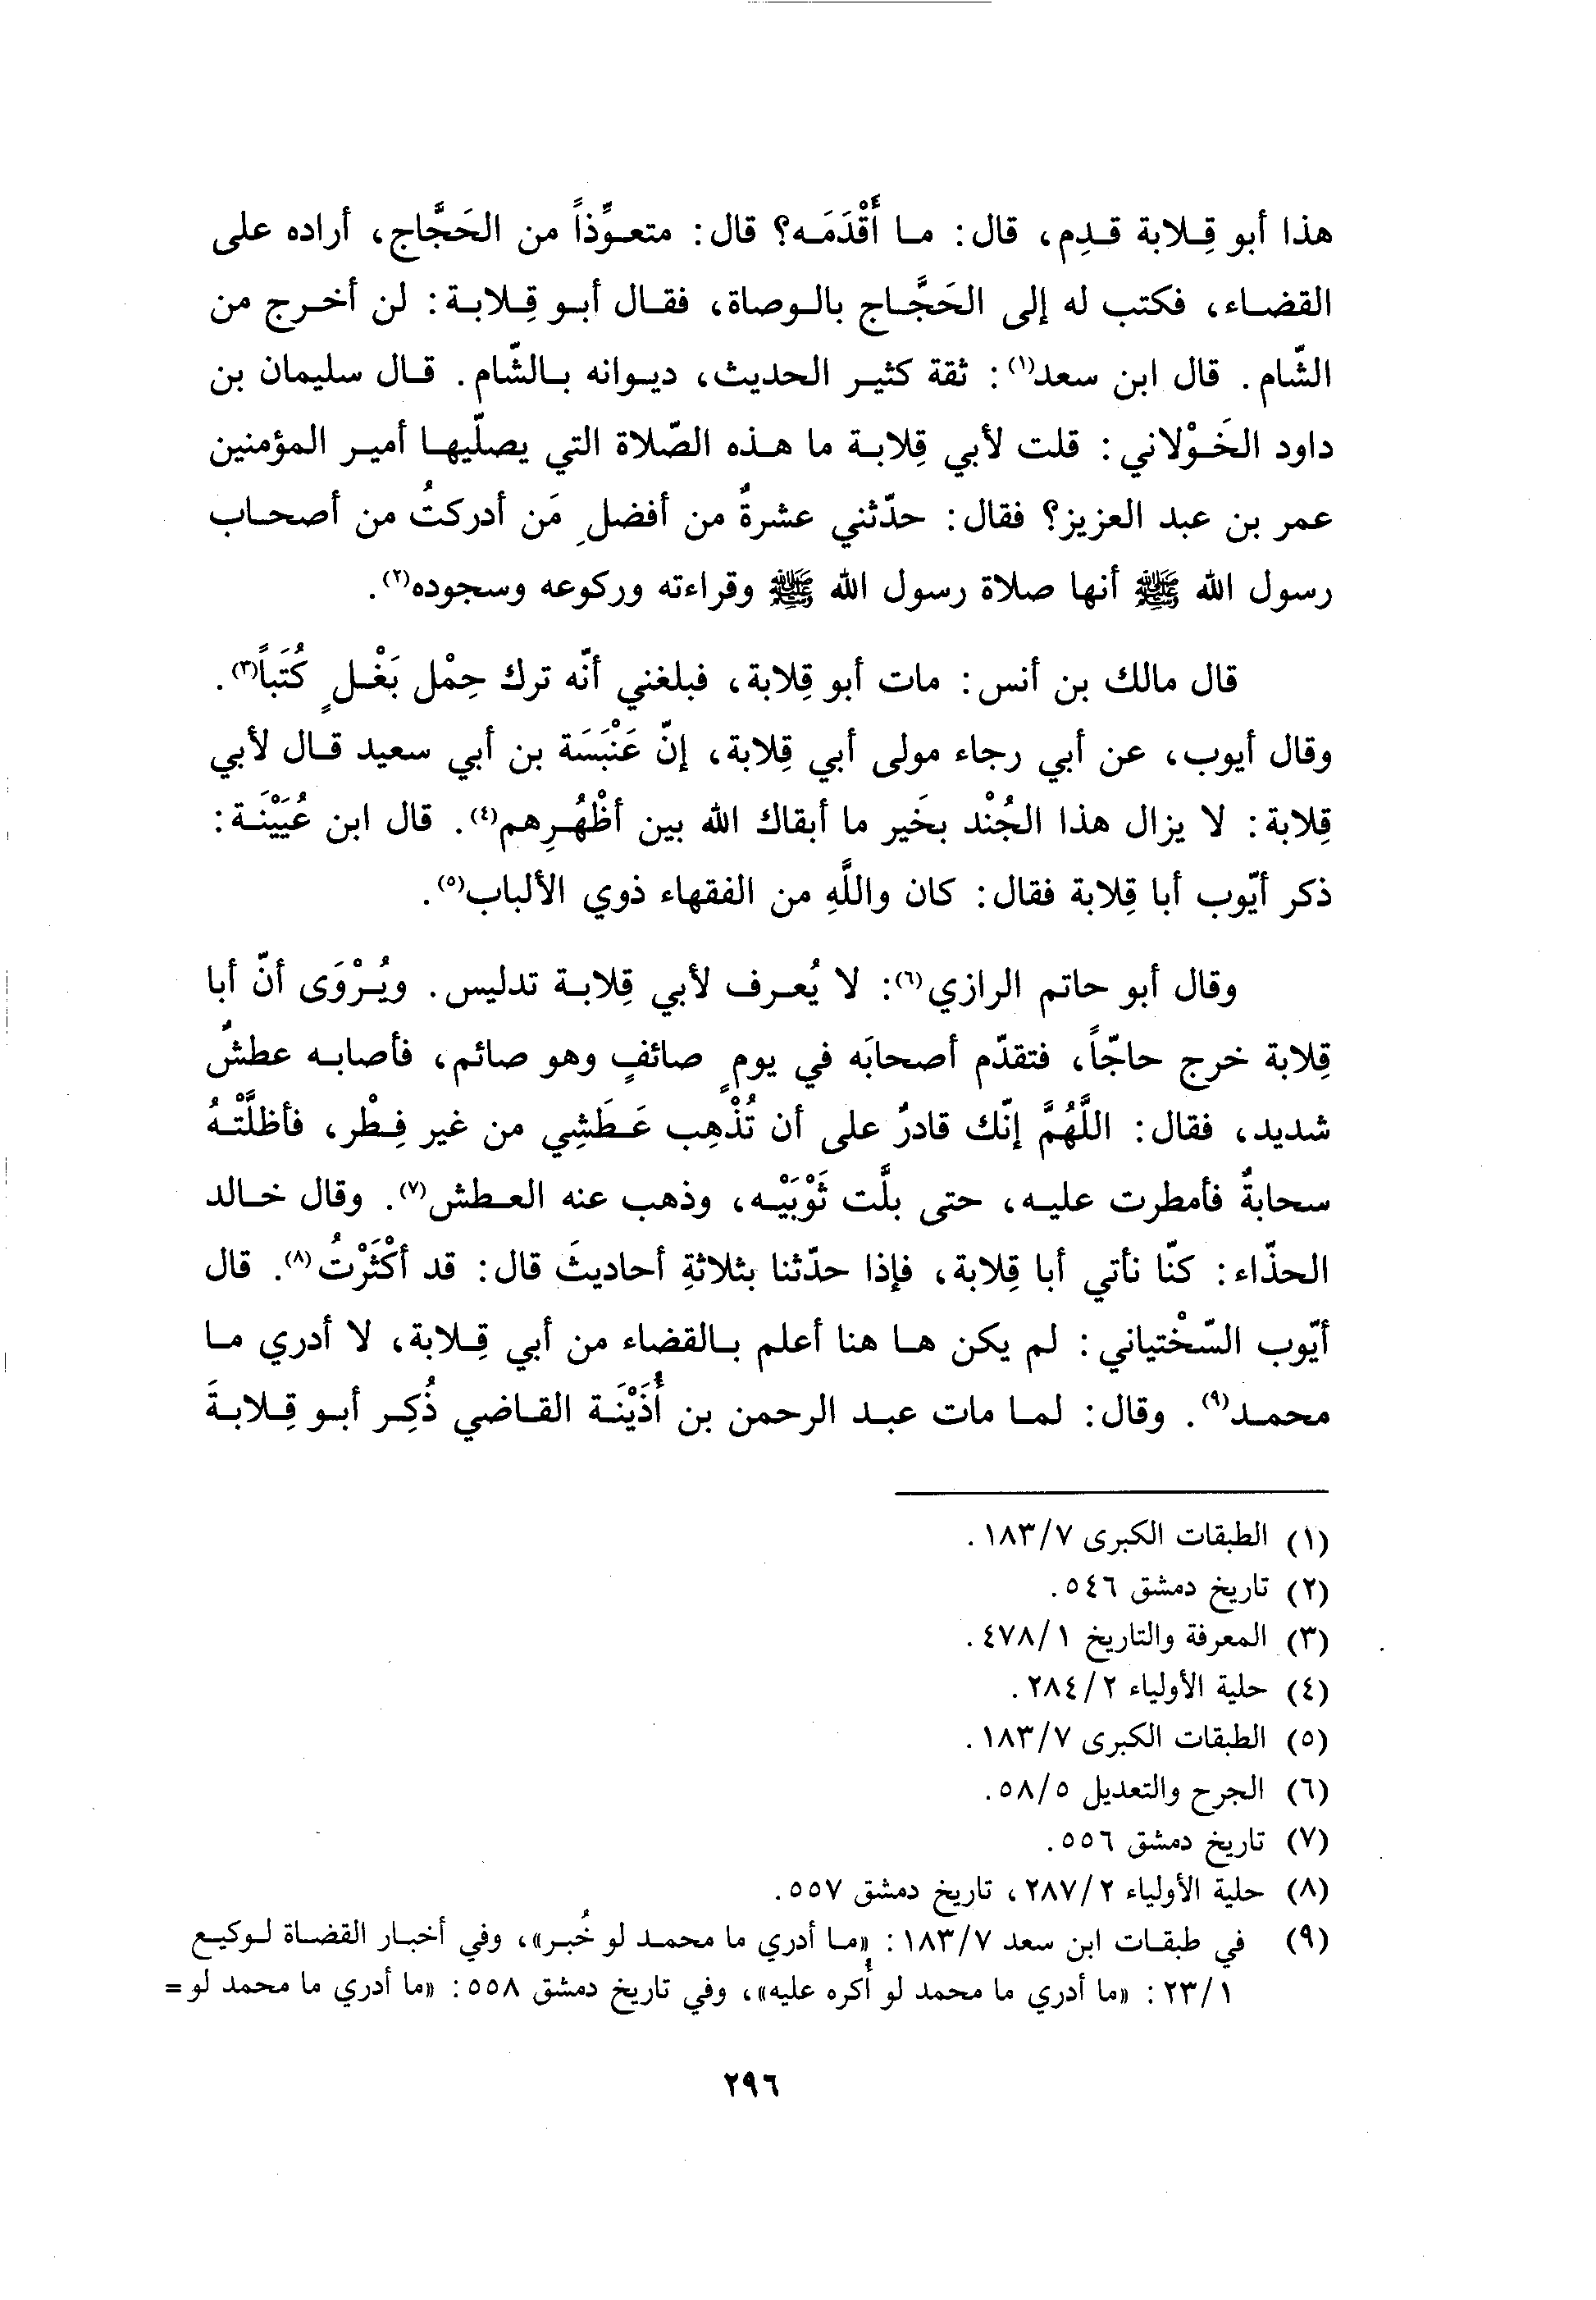 هذا أبو قِلابة قدِم، قال: ما أَقْدَمَه؟ قال: متعوِّذاً من الحَجَّاج، أراده على
القضاء، فكتب له إلى الحَجَّاج بالوصاة، فقال أبو قِلابة: لن أخرج من
الشّام. قال ابن سعد(١): ثقة كثير الحديث، ديوانه بالشّام. قال سليمان بن
داود الخَوْلاني: قلت لأبي قِلابة ما هذه الصّلاة التي يصلّيها أمير المؤمنين
عمر بن عبد العزيز؟ فقال: حدّثني عشرةٌ من أفضلِ مَن أدركتُ من أصحاب
رسول الله ﷺ أنها صلاة رسول الله ﷺ وقراءته وركوعه وسجوده(٢).
قال مالك بن أنس: مات أبو قِلابة، فبلغني أنّه ترك حِمْل بَغْلٍ كُتَباً(٣).
وقال أيوب، عن أبي رجاء مولى أبي قِلابة، إنّ عَنْبَسَة بن أبي سعيد قال لأبي
قِلابة: لا يزال هذا الجُنْد بخَير ما أبقاك الله بين أظْهُرِهم(٤). قال ابن عُيَيْنَة:
ذكر أيّوب أبا قِلابة فقال: كان واللَّهِ من الفقهاء ذوي الألباب(٥).
وقال أبو حاتم الرازي(٦): لا يُعرف لأبي قِلابة تدليس. ويُرْوَى أنّ أبا
قِلابة خرج حاجّاً، فتقدّم أصحابَه في يومٍ صائفٍ وهو صائم، فأصابه عطشٌ
شديد، فقال: اللَّهُمَّ إنّك قادرٌ على أن تُذْهِب عَطَشِي من غير فِطْر، فأظلَّتْهُ
سحابةٌ فأمطرت عليه، حتى بلَّت ثَوْبَيْه، وذهب عنه العطش(٧). وقال خالد
الحذّاء: كنّا نأتي أبا قِلابة، فإذا حدّثنا بثلاثةِ أحاديثَ قال: قد أكْثَرْتُ(٨). قال
أيّوب السّخْتياني: لم يكن ها هنا أعلم بالقضاء من أبي قِلابة، لا أدري ما
محمد(٩). وقال: لما مات عبد الرحمن بن أُذَيْنَة القاضي ذُكِر أبو قِلابةَ
(١) الطبقات الكبرى ١٨٣/٧.
(٢) تاريخ دمشق ٥٤٦.
(٣) المعرفة والتاريخ ٤٧٨/١.
(٤) حلية الأولياء ٢٨٤/٢.
(٥) الطبقات الكبرى ١٨٣/٧.
(٦) الجرح والتعديل ٥٨/٥.
(٧) تاريخ دمشق ٥٥٦.
(٨) حلية الأولياء ٢٨٧/٢، تاريخ دمشق ٥٥٧.
(٩) في طبقات ابن سعد ١٨٣/٧: «ما أدري ما محمد لو خُبر»، وفي أخبار القضاة لوكيع
٢٣/١: «ما أدري ما محمد لو أُكره عليه»، وفي تاريخ دمشق ٥٥٨: «ما أدري ما محمد لو =
٢٩٦